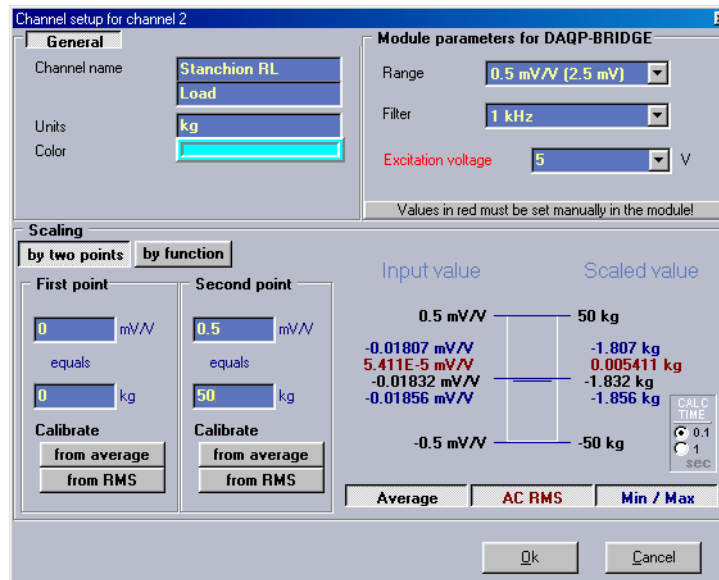 Channel setup for channel 2
General
Channel name
Stanchion RL
Load
Units
kg
Color
Module parameters for DAQP-BRIDGE
Range
0.5 mV/V (2.5 mV)
Filter
1 kHz
Excitation voltage
5
V
Values in red must be set manually in the module!
Scaling
by two points
by function
First point
0
mV/V
equals
0
kg
Calibrate
from average
from RMS
Second point
0.5
mV/V
equals
50
kg
Calibrate
from average
from RMS
Input value
Scaled value
0.5 mV/V
50 kg
-0.01807 mV/V
-1.807 kg
5.411E-5 mV/V
0.005411 kg
-0.01832 mV/V
-1.832 kg
-0.01856 mV/V
-1.856 kg
-0.5 mV/V
-50 kg
CALC
TIME
0.1
1
sec
Average
AC RMS
Min / Max
Ok
Cancel